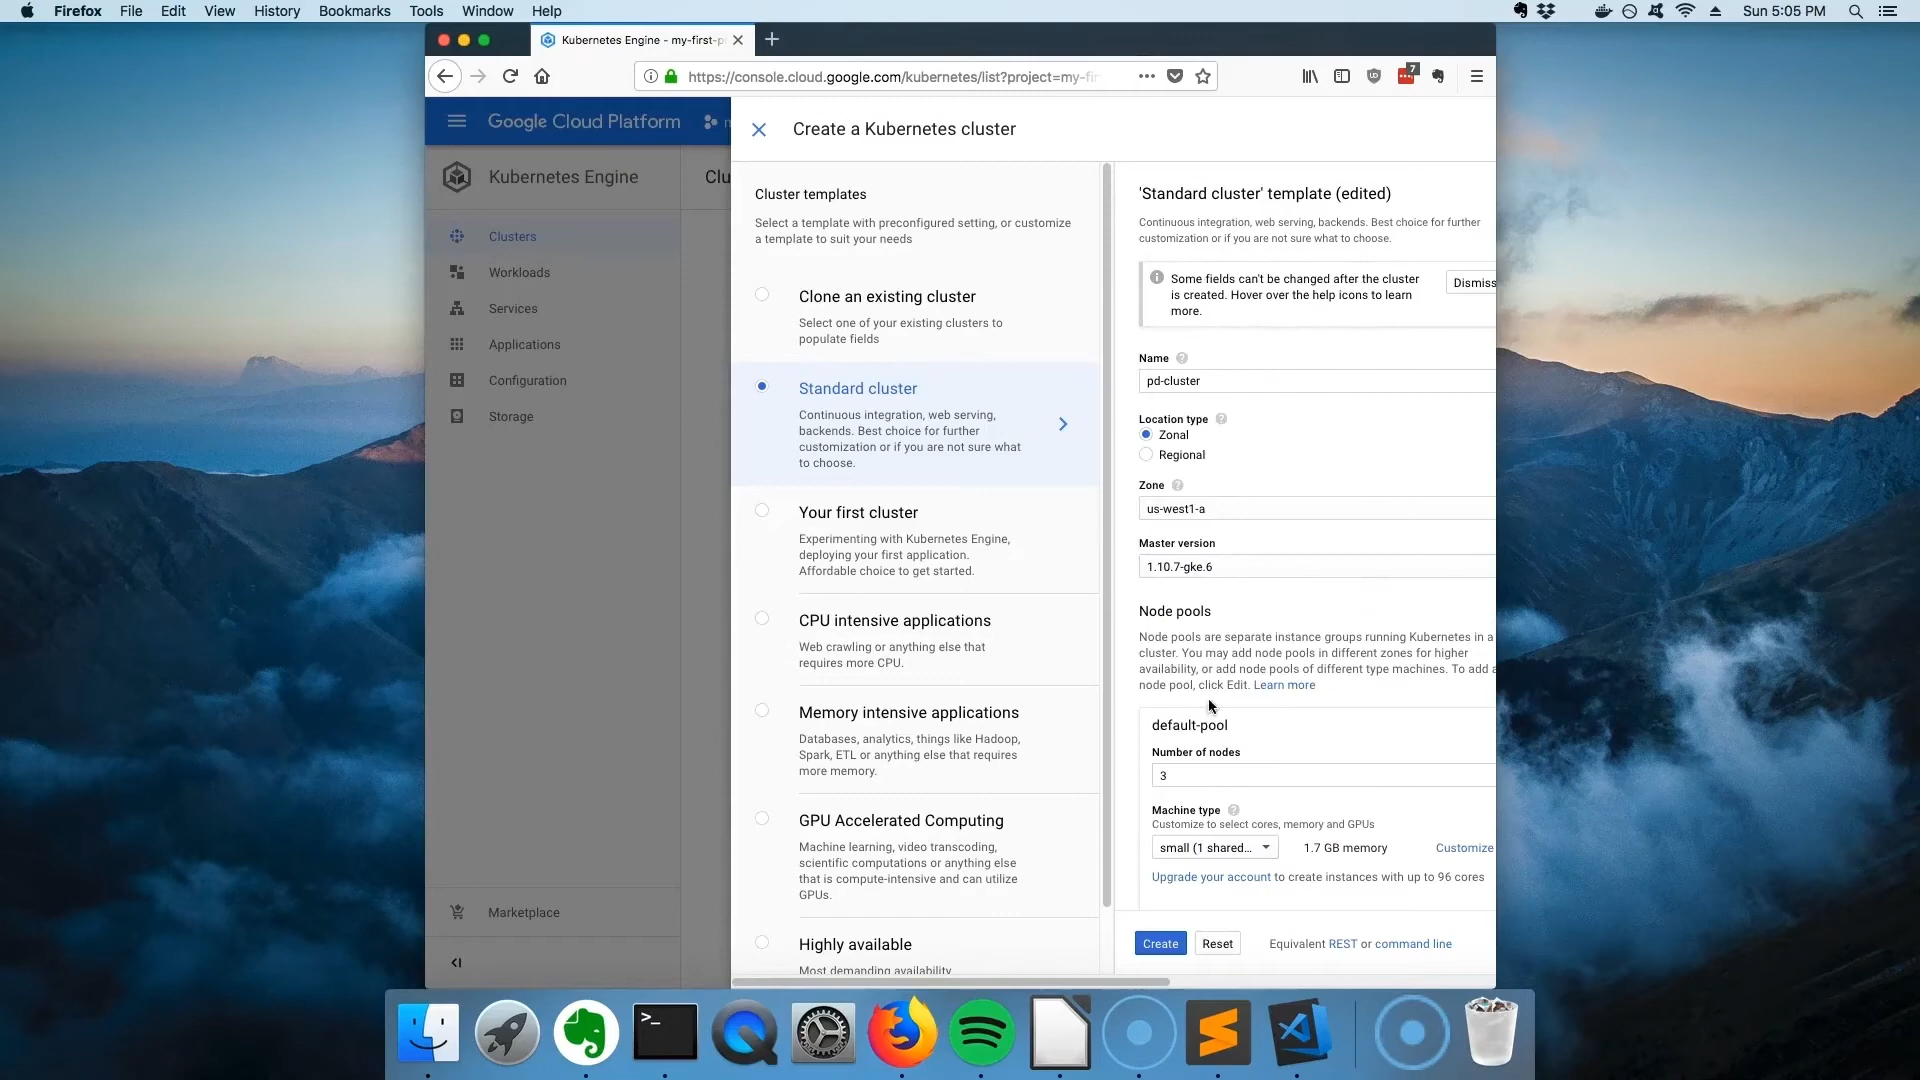 Firefox File Edit View History Bookmarks Tools Window Help
Sun 5:05 PM
Kubernetes Engine - my-first-p
https://console.cloud.google.com/kubernetes/list?project=my-fir
7
Google Cloud Platform
Create a Kubernetes cluster
Kubernetes Engine
Clu
Clusters
Workloads
Services
Applications
Configuration
Storage
Marketplace
Cluster templates
Select a template with preconfigured setting, or customize
a template to suit your needs
Clone an existing cluster
Select one of your existing clusters to
populate fields
Standard cluster
Continuous integration, web serving,
backends. Best choice for further
customization or if you are not sure what
to choose.
Your first cluster
Experimenting with Kubernetes Engine,
deploying your first application.
Affordable choice to get started.
CPU intensive applications
Web crawling or anything else that
requires more CPU.
Memory intensive applications
Databases, analytics, things like Hadoop,
Spark, ETL or anything else that requires
more memory.
GPU Accelerated Computing
Machine learning, video transcoding,
scientific computations or anything else
that is compute-intensive and can utilize
GPUs.
Highly available
Most demanding availability
'Standard cluster' template (edited)
Continuous integration, web serving, backends. Best choice for further
customization or if you are not sure what to choose.
Some fields can't be changed after the cluster
is created. Hover over the help icons to learn
more.
Dismiss
Name
pd-cluster
Location type
Zonal
Regional
Zone
us-west1-a
Master version
1.10.7-gke.6
Node pools
Node pools are separate instance groups running Kubernetes in a
cluster. You may add node pools in different zones for higher
availability, or add node pools of different type machines. To add a
node pool, click Edit. Learn more
default-pool
Number of nodes
3
Machine type
Customize to select cores, memory and GPUs
small (1 shared...
1.7 GB memory
Customize
Upgrade your account to create instances with up to 96 cores
Create
Reset
Equivalent REST or command line
>_